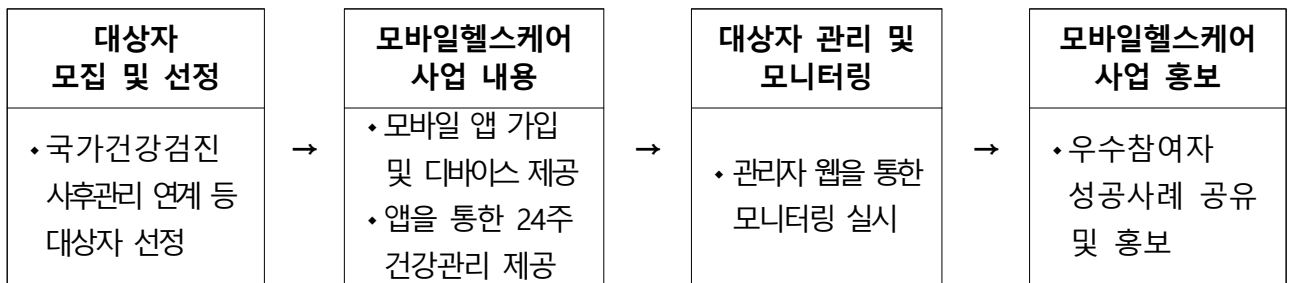 대상자
모집 및 선정
⬩국가건강검진
사후관리 연계 등
대상자 선정
→
모바일헬스케어
사업 내용
⬩모바일 앱 가입
및 디바이스 제공
⬩앱을 통한 24주
건강관리 제공
→
대상자 관리 및
모니터링
⬩관리자 웹을 통한
모니터링 실시
→
모바일헬스케어
사업 홍보
⬩우수참여자
성공사례 공유
및 홍보